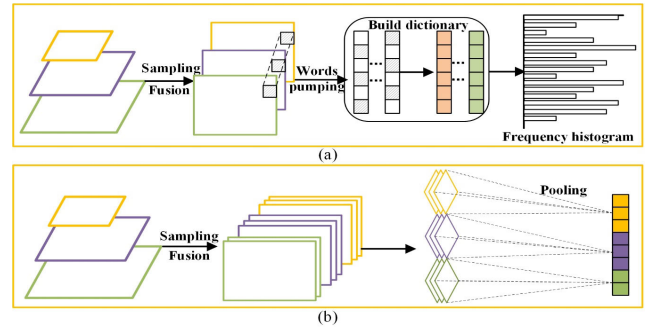 Build dictionary
Sampling
Fusion
Words
pumping
Frequency histogram
(a)
Pooling
Sampling
Fusion
(b)